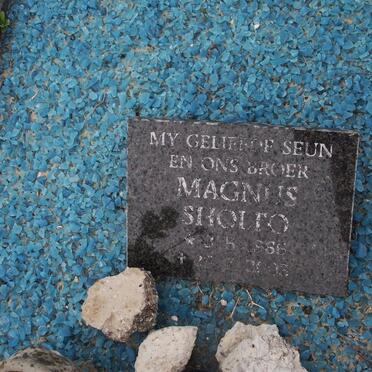 MY GELIEFDE SEUN
EN ONS BROER
MAGNUS
SHOLTO